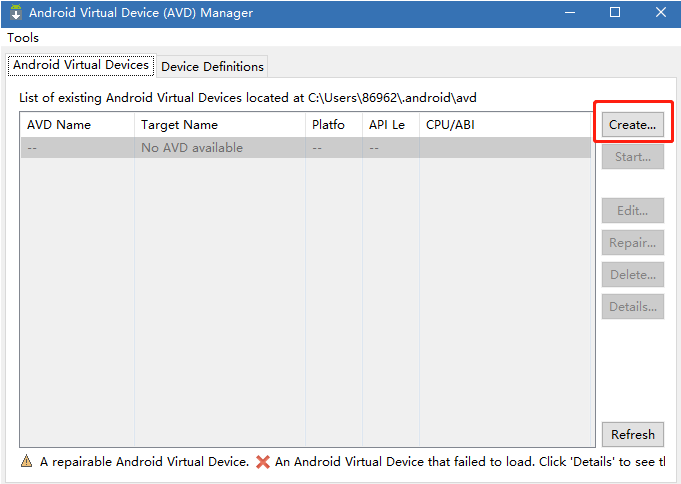 Android Virtual Device (AVD) Manager
Tools
Android Virtual Devices Device Definitions
List of existing Android Virtual Devices located at C:\Users\86962\.android\avd
AVD Name Target Name Platfo API Le CPU/ABI
-- No AVD available -- --
Create...
Start...
Edit...
Repair...
Delete...
Details...
Refresh
A repairable Android Virtual Device. An Android Virtual Device that failed to load. Click 'Details' to see tl